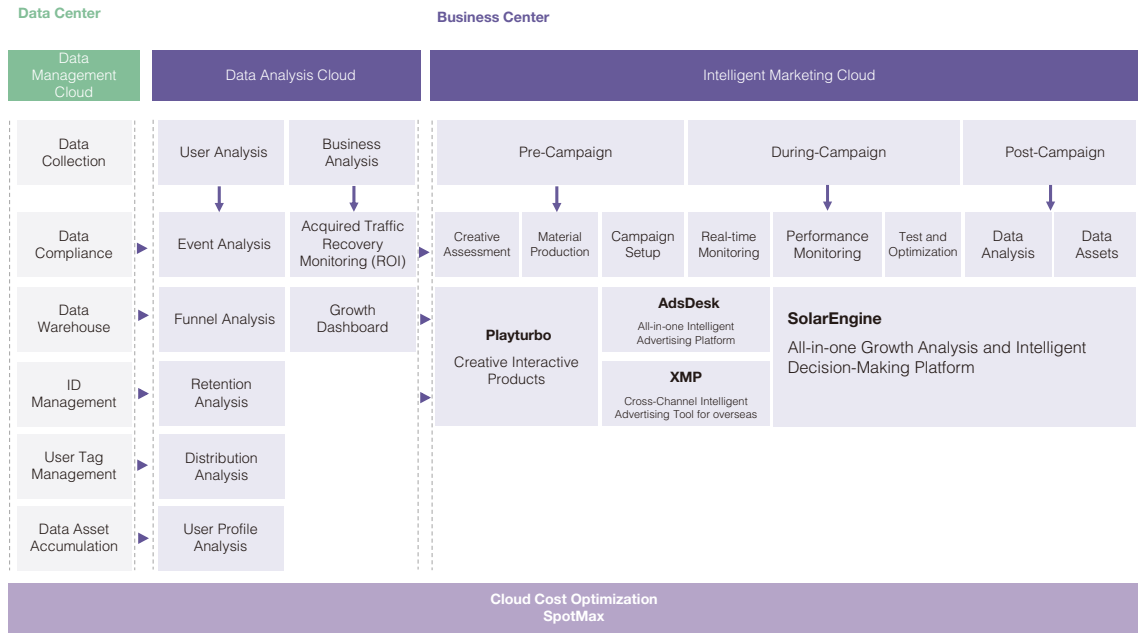 Data Center
Business Center
Data
Management
Cloud
Data Analysis Cloud
Intelligent Marketing Cloud
Data
Collection
User Analysis
Business
Analysis
Pre-Campaign
During-Campaign
Post-Campaign
Data
Compliance
Event Analysis
Acquired Traffic
Recovery
Monitoring (ROI)
Creative
Assessment
Material
Production
Campaign
Setup
Real-time
Monitoring
Performance
Monitoring
Test and
Optimization
Data
Analysis
Data
Assets
Data
Warehouse
Funnel Analysis
Growth
Dashboard
Playturbo
Creative Interactive
Products
AdsDesk
All-in-one Intelligent
Advertising Platform
XMP
Cross-Channel Intelligent
Advertising Tool for overseas
SolarEngine
All-in-one Growth Analysis and Intelligent
Decision-Making Platform
ID
Management
Retention
Analysis
User Tag
Management
Distribution
Analysis
Data Asset
Accumulation
User Profile
Analysis
Cloud Cost Optimization
SpotMax